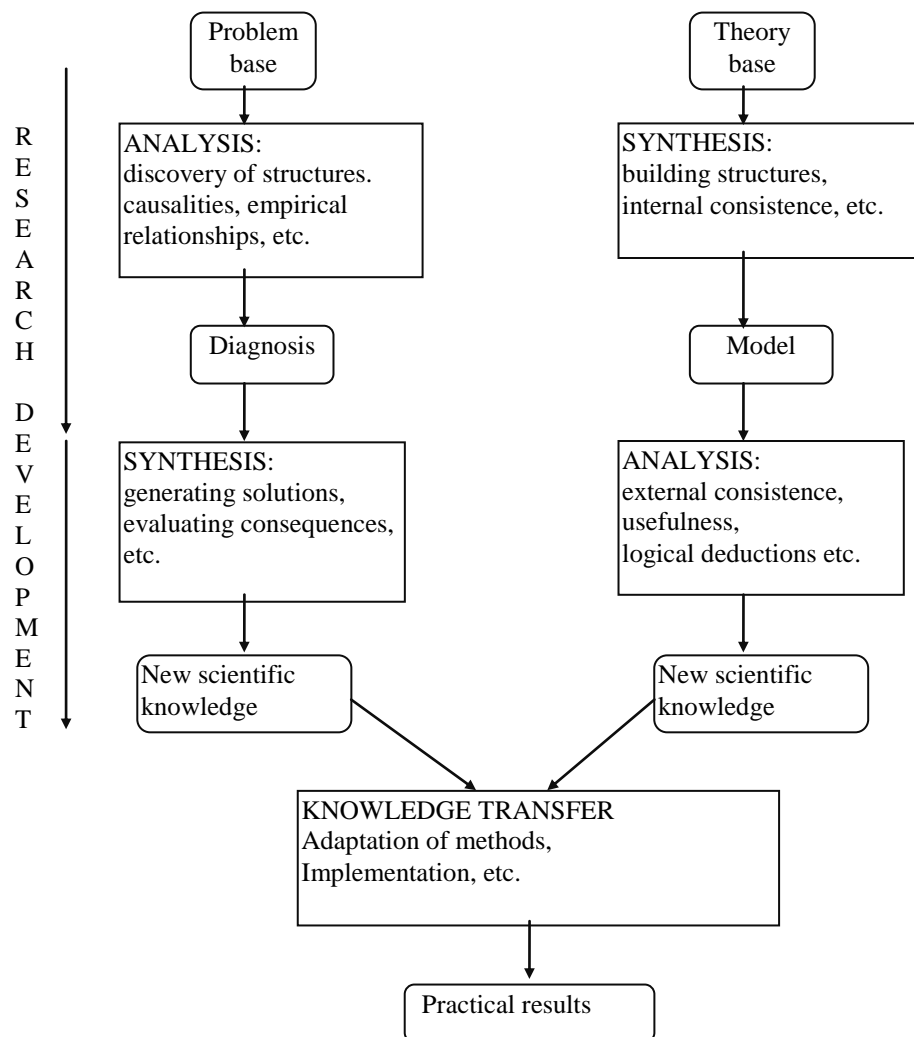 Problem
base
Theory
base
RESEARCH DEVELOPMENT
ANALYSIS:
discovery of structures.
causalities, empirical
relationships, etc.
SYNTHESIS:
building structures,
internal consistence, etc.
Diagnosis
Model
SYNTHESIS:
generating solutions,
evaluating consequences,
etc.
ANALYSIS:
external consistence,
usefulness,
logical deductions etc.
New scientific
knowledge
New scientific
knowledge
KNOWLEDGE TRANSFER
Adaptation of methods,
Implementation, etc.
Practical results